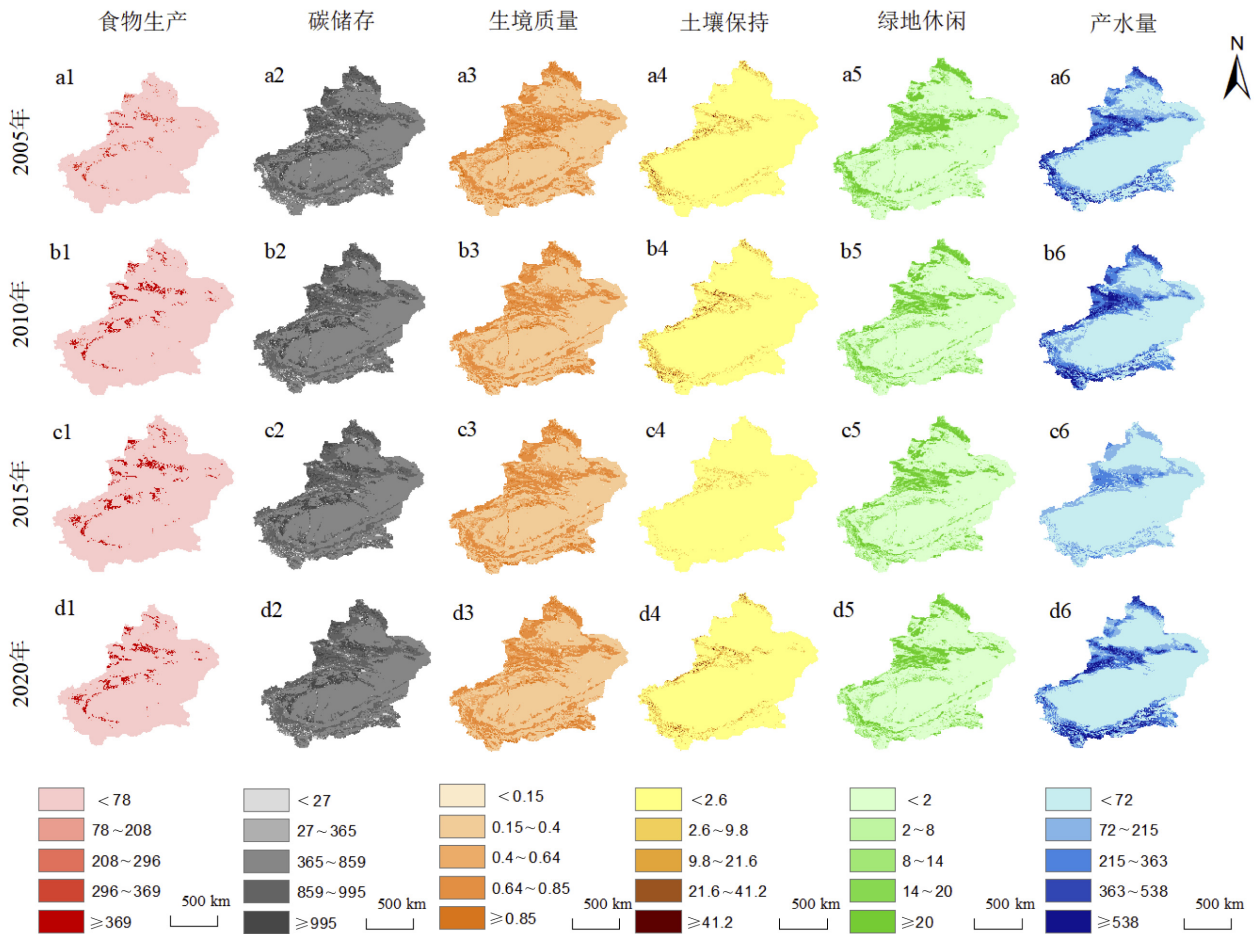 食物生产 碳储存 生境质量 土壤保持 绿地休闲 产水量
N
2005年
a1 a2 a3 a4 a5 a6
2010年
b1 b2 b3 b4 b5 b6
2015年
c1 c2 c3 c4 c5 c6
2020年
d1 d2 d3 d4 d5 d6
<78 <27 <0.15 <2.6 <2 <72
78~208 27~365 0.15~0.4 2.6~9.8 2~8 72~215
208~296 365~859 0.4~0.64 9.8~21.6 8~14 215~363
296~369 859~995 0.64~0.85 21.6~41.2 14~20 363~538
≥369 ≥995 ≥0.85 ≥41.2 ≥20 ≥538
500 km 500 km 500 km 500 km 500 km 500 km